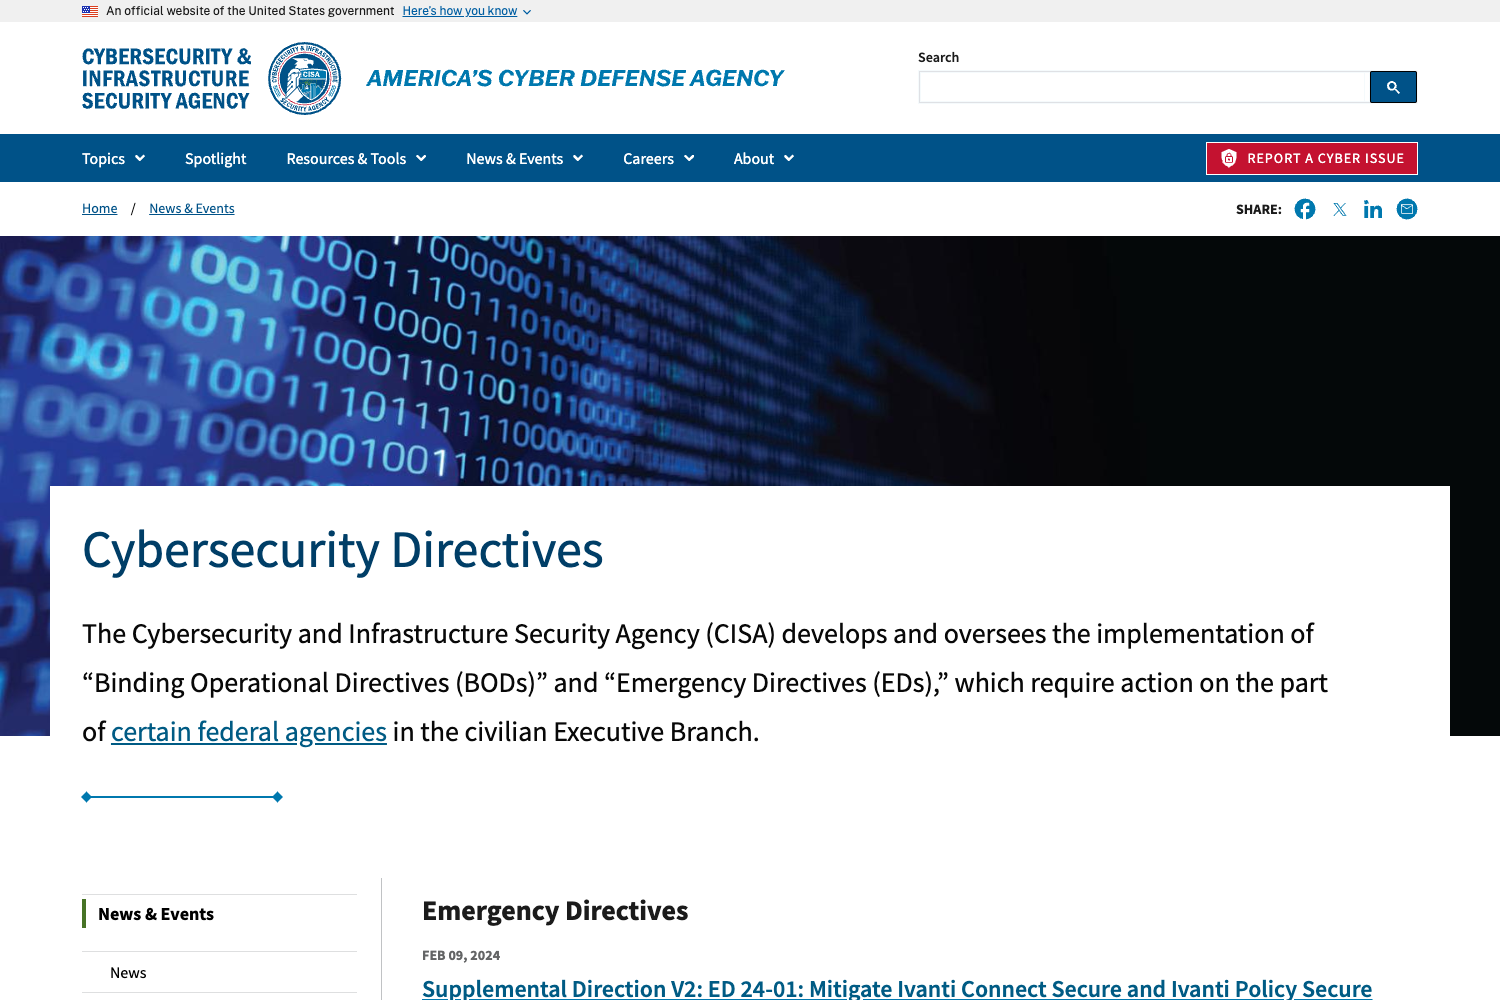 An official website of the United States government Here's how you know
CYBERSECURITY &
INFRASTRUCTURE
SECURITY AGENCY
CYBERSECURITY & INFRASTRUCTURE
CISA
SECURITY AGENCY
AMERICA'S CYBER DEFENSE AGENCY
Search
Topics
Spotlight
Resources & Tools
News & Events
Careers
About
REPORT A CYBER ISSUE
Home / News & Events
SHARE:
Cybersecurity Directives
The Cybersecurity and Infrastructure Security Agency (CISA) develops and oversees the implementation of
“Binding Operational Directives (BODs)” and “Emergency Directives (EDs),” which require action on the part
of certain federal agencies in the civilian Executive Branch.
News & Events
News
Emergency Directives
FEB 09, 2024
Supplemental Direction V2: ED 24-01: Mitigate Ivanti Connect Secure and Ivanti Policy Secure